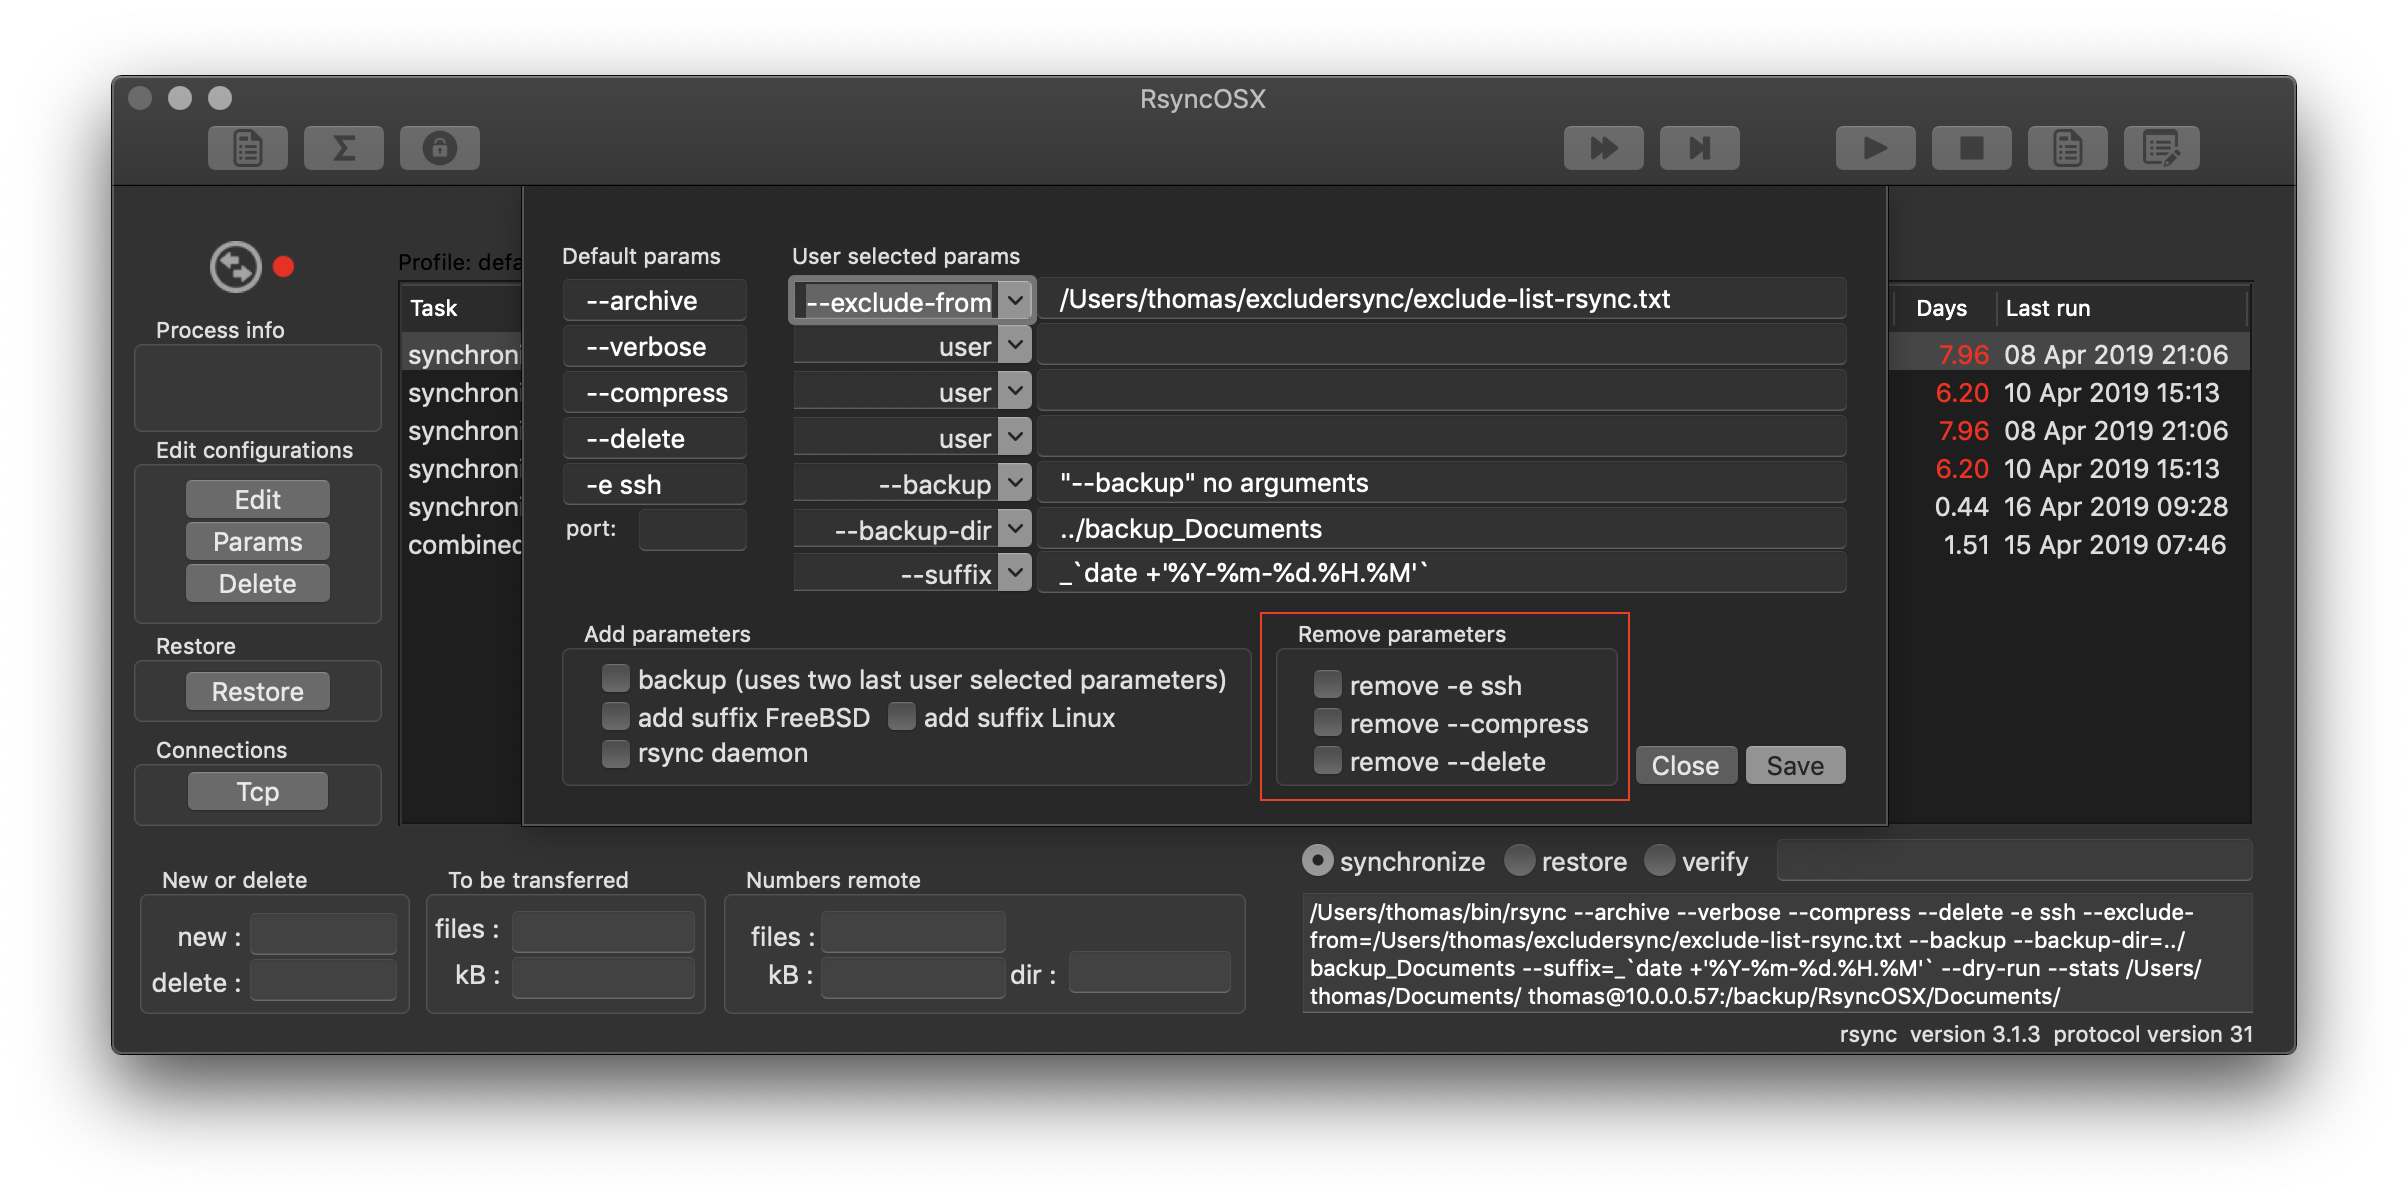 RsyncOSX
Profile: defa
Process info
Edit configurations
Edit
Params
Delete
Restore
Restore
Connections
Tcp
Task
synchroni
synchroni
synchroni
synchroni
synchroni
combined
Default params
--archive
--verbose
--compress
--delete
-e ssh
port:
User selected params
--exclude-from /Users/thomas/excludersync/exclude-list-rsync.txt
user
user
user
--backup "--backup" no arguments
--backup-dir ../backup_Documents
--suffix _`date +'%Y-%m-%d.%H.%M'`
Add parameters
backup (uses two last user selected parameters)
add suffix FreeBSD add suffix Linux
rsync daemon
Remove parameters
remove -e ssh
remove --compress
remove --delete
Close Save
Days Last run
7.96 08 Apr 2019 21:06
6.20 10 Apr 2019 15:13
7.96 08 Apr 2019 21:06
6.20 10 Apr 2019 15:13
0.44 16 Apr 2019 09:28
1.51 15 Apr 2019 07:46
New or delete
new :
delete :
To be transferred
files :
kB :
Numbers remote
files :
kB : dir :
synchronize restore verify
/Users/thomas/bin/rsync --archive --verbose --compress --delete -e ssh --exclude-
from=/Users/thomas/excludersync/exclude-list-rsync.txt --backup --backup-dir=../
backup_Documents --suffix=_`date +'%Y-%m-%d.%H.%M'` --dry-run --stats /Users/
thomas/Documents/ thomas@10.0.0.57:/backup/RsyncOSX/Documents/
rsync version 3.1.3 protocol version 31